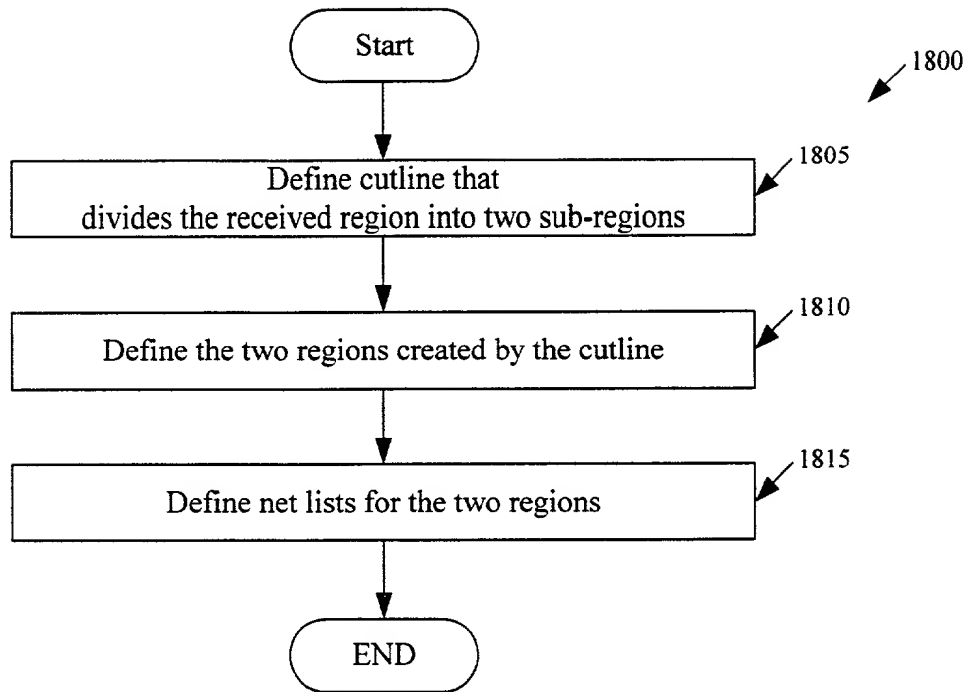 Start
1800
1805
Define cutline that
divides the received region into two sub-regions
1810
Define the two regions created by the cutline
1815
Define net lists for the two regions
END